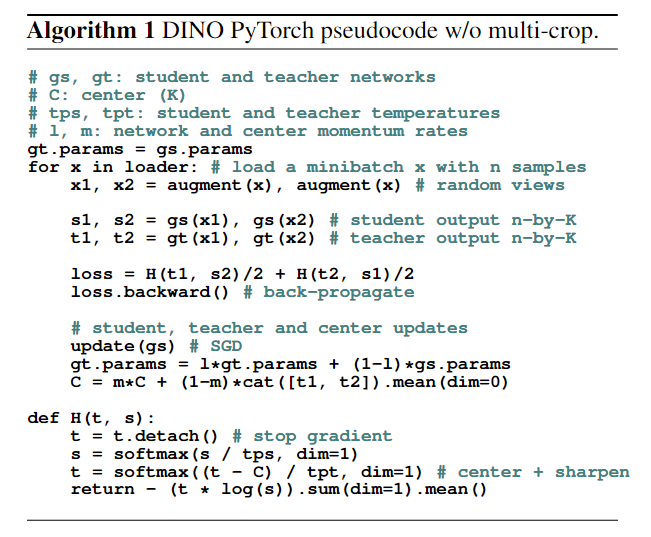 Algorithm 1 DINO PyTorch pseudocode w/o multi-crop.
# gs, gt: student and teacher networks
# C: center (K)
# tps, tpt: student and teacher temperatures
# l, m: network and center momentum rates
gt.params = gs.params
for x in loader: # load a minibatch x with n samples
    x1, x2 = augment(x), augment(x) # random views

    s1, s2 = gs(x1), gs(x2) # student output n-by-K
    t1, t2 = gt(x1), gt(x2) # teacher output n-by-K

    loss = H(t1, s2)/2 + H(t2, s1)/2
    loss.backward() # back-propagate

    # student, teacher and center updates
    update(gs) # SGD
    gt.params = l*gt.params + (1-l)*gs.params
    C = m*C + (1-m)*cat([t1, t2]).mean(dim=0)

def H(t, s):
    t = t.detach() # stop gradient
    s = softmax(s / tps, dim=1)
    t = softmax((t - C) / tpt, dim=1) # center + sharpen
    return - (t * log(s)).sum(dim=1).mean()